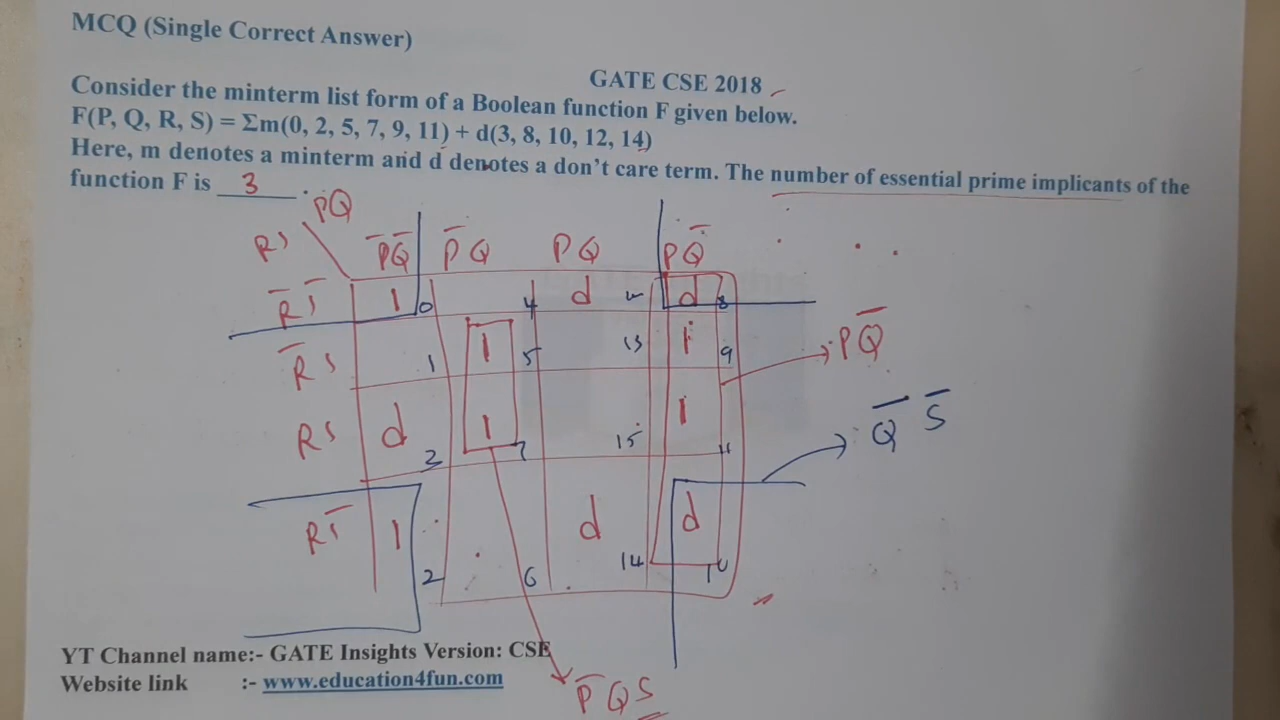 MCQ (Single Correct Answer)
GATE CSE 2018
Consider the minterm list form of a Boolean function F given below.
F(P, Q, R, S) = Σm(0, 2, 5, 7, 9, 11) + d(3, 8, 10, 12, 14)
Here, m denotes a minterm and d denotes a don't care term. The number of essential prime implicants of the
function F is 3 .
PQ
RS
P̅Q̅ P̅Q PQ PQ̅
R̅S̅ 1 0 4 d d 8
R̅S 1 1 5 13 1 9
RS d 1 7 15 1 11
RS̅ 1 2 6 d 14 d
PQ̅
Q̅ S̅
P̅QS
YT Channel name:- GATE Insights Version: CSE
Website link :- www.education4fun.com